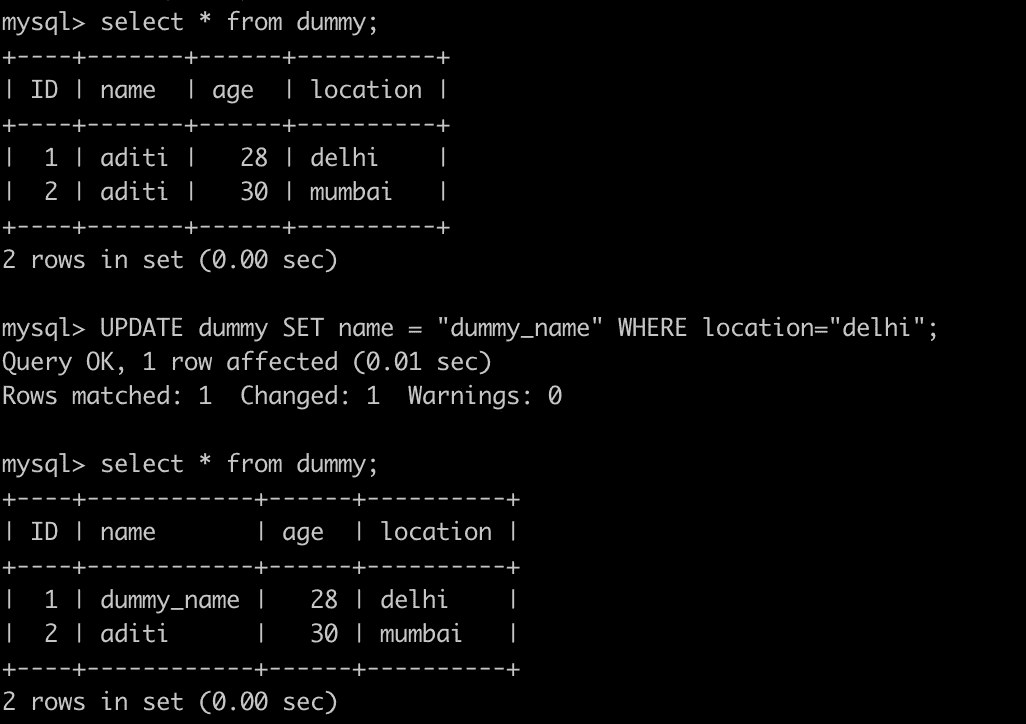 mysql> select * from dummy;
+----+-------+------+----------+
| ID | name  | age  | location |
+----+-------+------+----------+
|  1 | aditi |   28 | delhi    |
|  2 | aditi |   30 | mumbai   |
+----+-------+------+----------+
2 rows in set (0.00 sec)

mysql> UPDATE dummy SET name = "dummy_name" WHERE location="delhi";
Query OK, 1 row affected (0.01 sec)
Rows matched: 1  Changed: 1  Warnings: 0

mysql> select * from dummy;
+----+------------+------+----------+
| ID | name       | age  | location |
+----+------------+------+----------+
|  1 | dummy_name |   28 | delhi    |
|  2 | aditi      |   30 | mumbai   |
+----+------------+------+----------+
2 rows in set (0.00 sec)